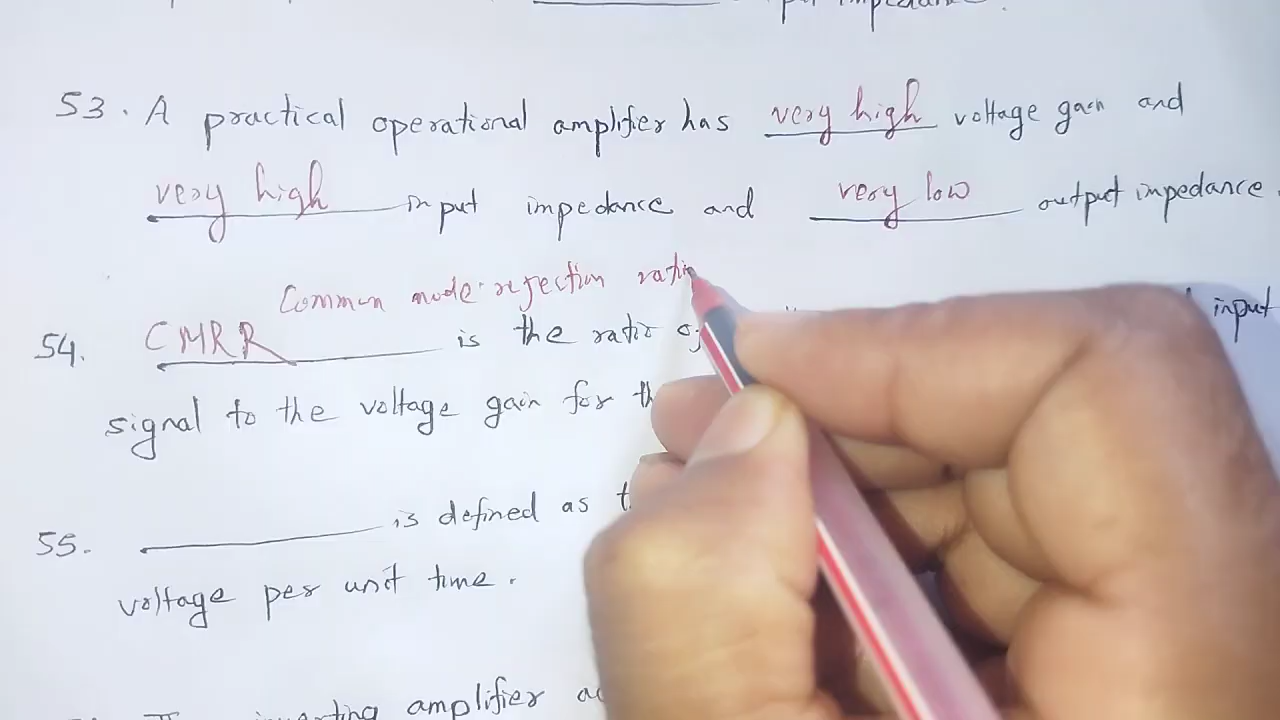 53. A practical operational amplifier has very high voltage gain and
very high input impedance and very low output impedance.
Common mode rejection ratio
54. CMRR is the ratio of input
signal to the voltage gain for
55. is defined as
voltage per unit time.
inverting amplifier